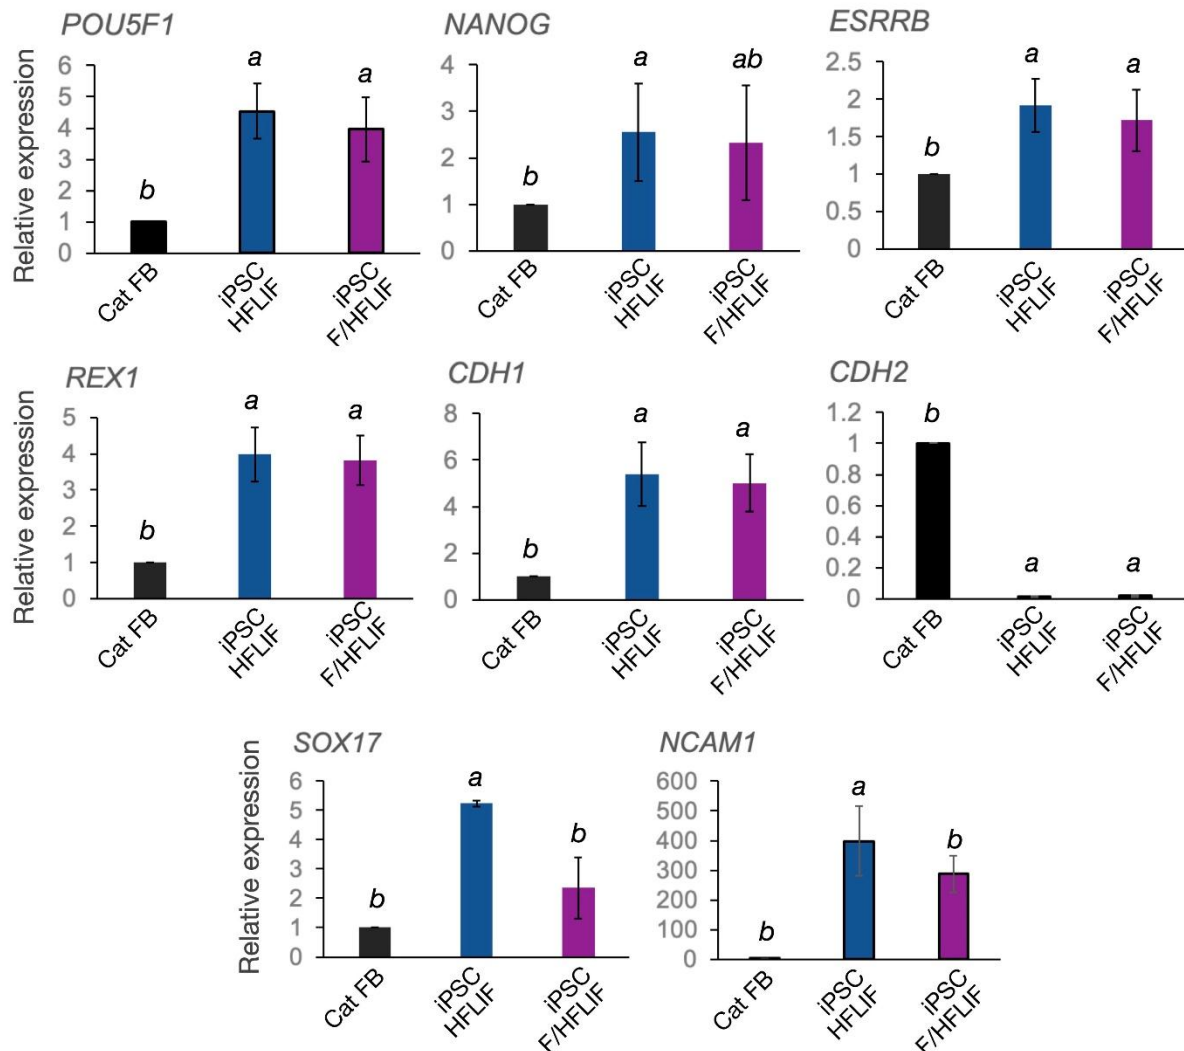 POU5F1
Relative expression
6
5
4
3
2
1
0
b
a
a
Cat FB
iPSC
HFLIF
iPSC
F/HFLIF
NANOG
4
3
2
1
0
b
a
ab
Cat FB
iPSC
HFLIF
iPSC
F/HFLIF
ESRRB
2.5
2
1.5
1
0.5
0
b
a
a
Cat FB
iPSC
HFLIF
iPSC
F/HFLIF
REX1
Relative expression
5
4
3
2
1
0
b
a
a
Cat FB
iPSC
HFLIF
iPSC
F/HFLIF
CDH1
8
6
4
2
0
b
a
a
Cat FB
iPSC
HFLIF
iPSC
F/HFLIF
CDH2
1.2
1
0.8
0.6
0.4
0.2
0
b
a
a
Cat FB
iPSC
HFLIF
iPSC
F/HFLIF
SOX17
Relative expression
6
5
4
3
2
1
0
b
a
b
Cat FB
iPSC
HFLIF
iPSC
F/HFLIF
NCAM1
600
500
400
300
200
100
0
b
a
b
Cat FB
iPSC
HFLIF
iPSC
F/HFLIF